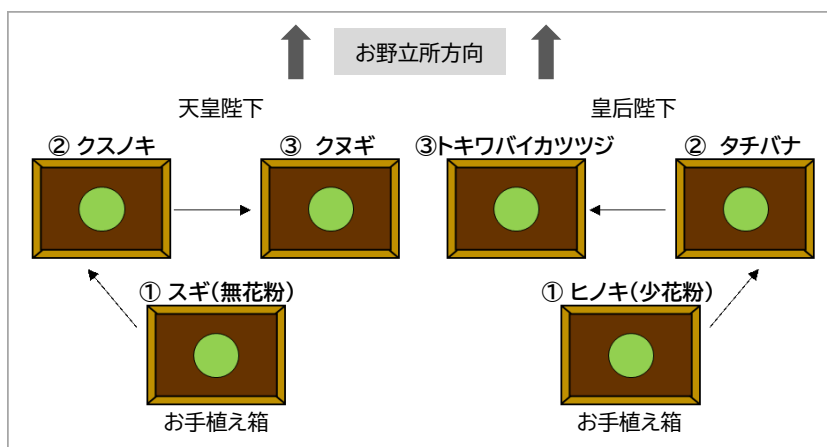 お野立所方向
天皇陛下
皇后陛下
② クスノキ
③ クヌギ
③トキワバイカツツジ
② タチバナ
① スギ(無花粉)
① ヒノキ(少花粉)
お手植え箱
お手植え箱